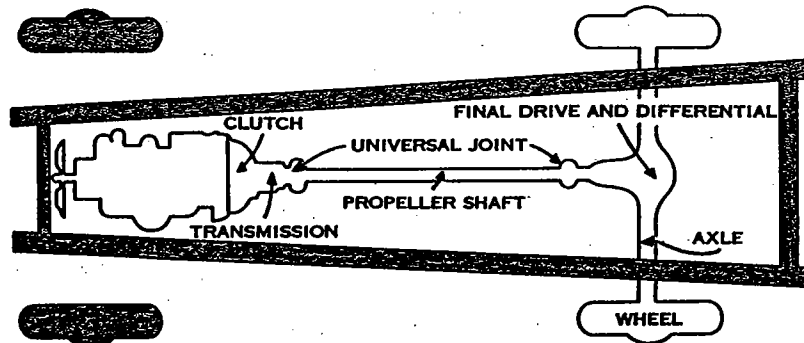 CLUTCH
FINAL DRIVE AND DIFFERENTIAL
UNIVERSAL JOINT
PROPELLER SHAFT
TRANSMISSION
AXLE
WHEEL